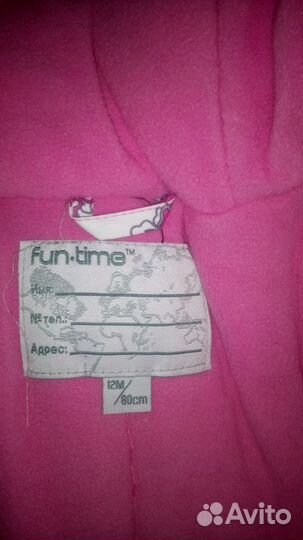 fun·time™
Имя:
№ тел.:
Адрес:
12M/
80cm
Avito